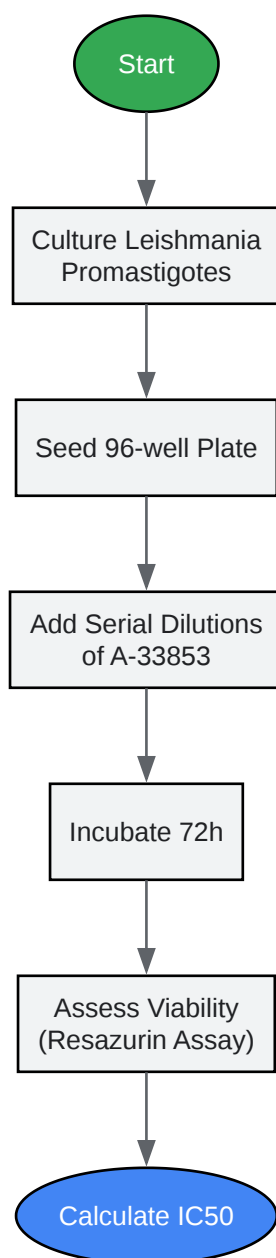 Start
Culture Leishmania
Promastigotes
Seed 96-well Plate
Add Serial Dilutions
of A-33853
Incubate 72h
Assess Viability
(Resazurin Assay)
Calculate IC50